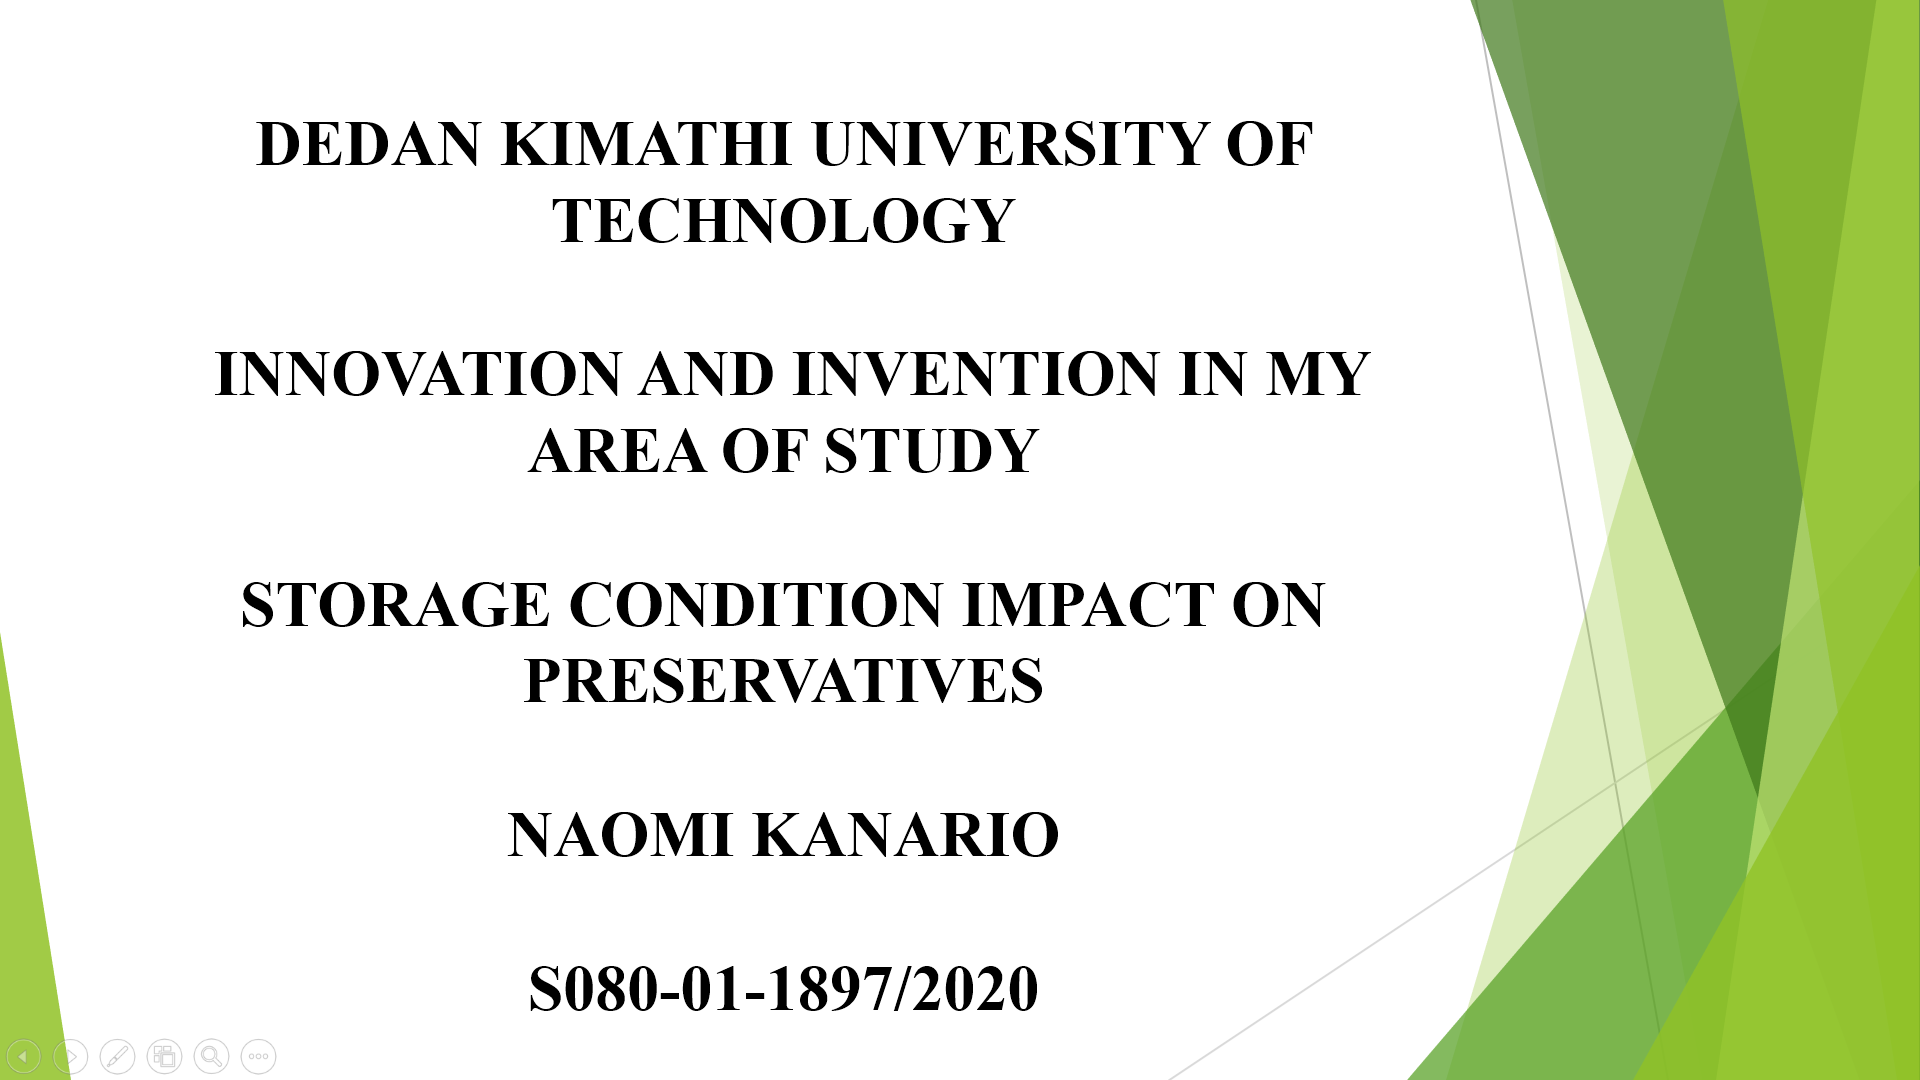 DEDAN KIMATHI UNIVERSITY OF
TECHNOLOGY
INNOVATION AND INVENTION IN MY
AREA OF STUDY
STORAGE CONDITION IMPACT ON
PRESERVATIVES
NAOMI KANARIO
S080-01-1897/2020